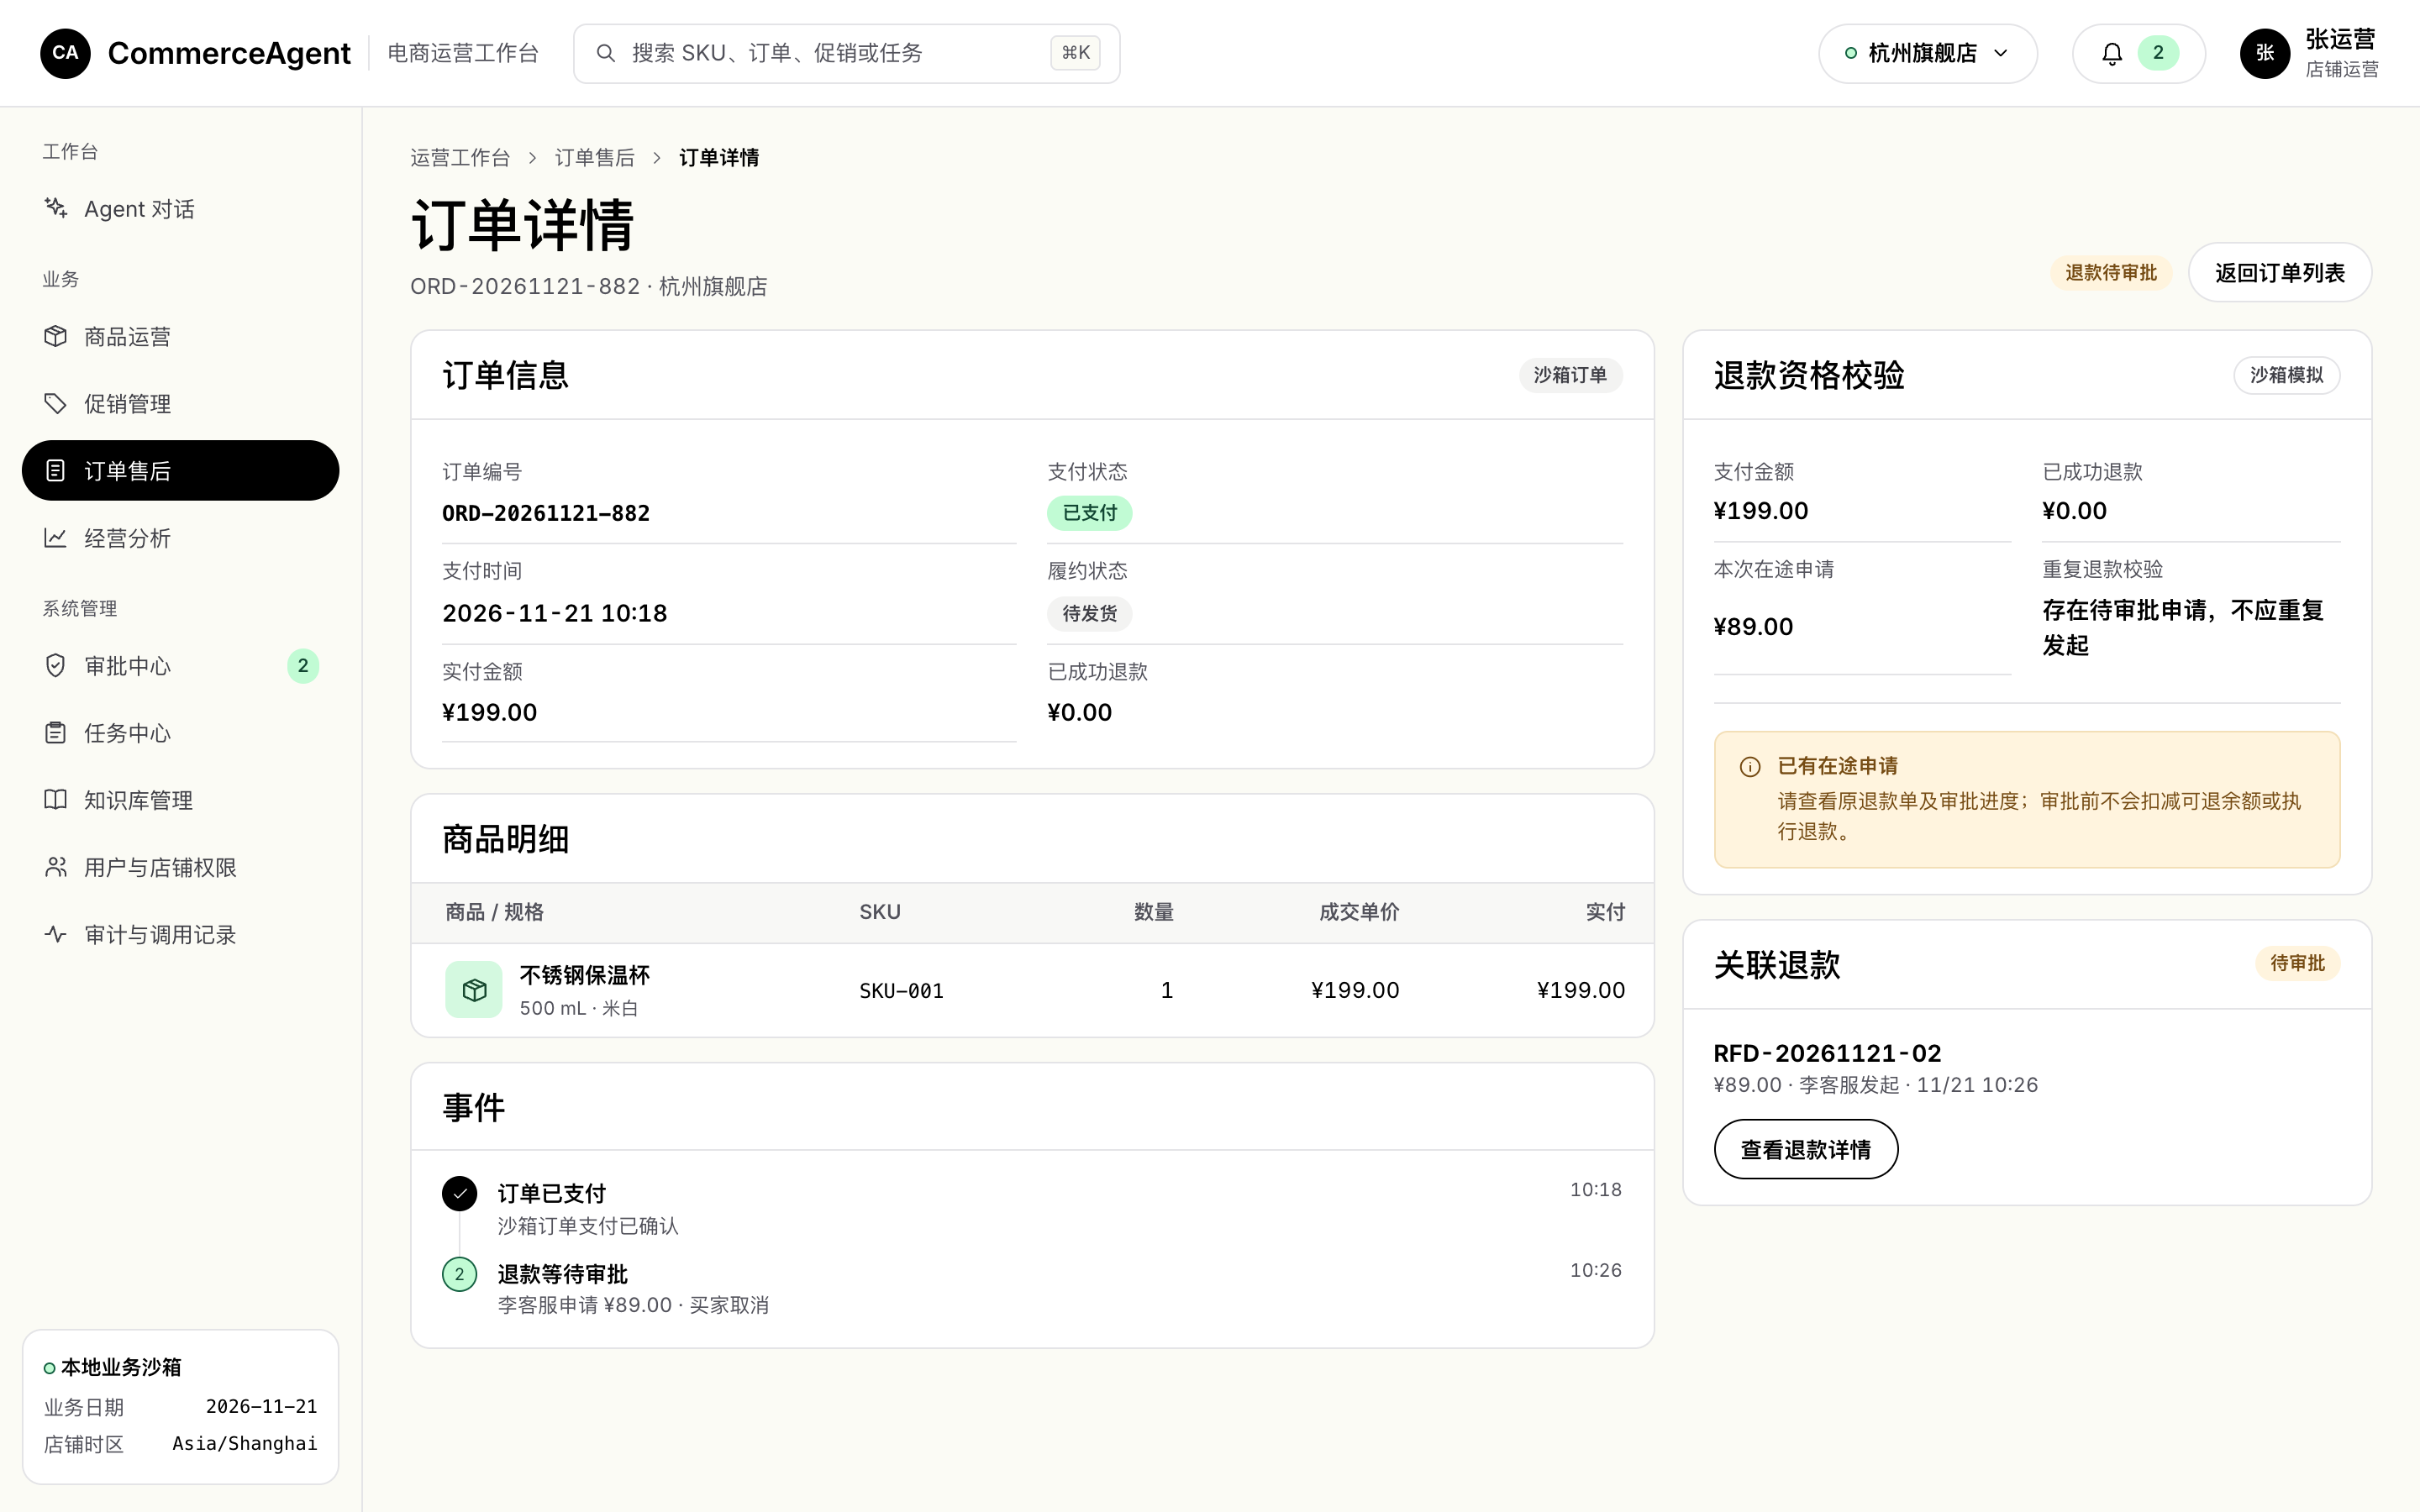 CA CommerceAgent 电商运营工作台
搜索 SKU、订单、促销或任务 ⌘K
杭州旗舰店
2
张
张运营
店铺运营
工作台
Agent 对话
业务
商品运营
促销管理
订单售后
经营分析
系统管理
审批中心 2
任务中心
知识库管理
用户与店铺权限
审计与调用记录
本地业务沙箱
业务日期 2026-11-21
店铺时区 Asia/Shanghai
运营工作台 > 订单售后 > 订单详情
订单详情
ORD-20261121-882 · 杭州旗舰店
退款待审批
返回订单列表
订单信息
沙箱订单
订单编号
ORD-20261121-882
支付状态
已支付
支付时间
2026-11-21 10:18
履约状态
待发货
实付金额
¥199.00
已成功退款
¥0.00
商品明细
商品 / 规格 SKU 数量 成交单价 实付
不锈钢保温杯
500 mL · 米白
SKU-001 1 ¥199.00 ¥199.00
事件
订单已支付 10:18
沙箱订单支付已确认
2 退款等待审批 10:26
李客服申请 ¥89.00 · 买家取消
退款资格校验
沙箱模拟
支付金额
¥199.00
已成功退款
¥0.00
本次在途申请
¥89.00
重复退款校验
存在待审批申请，不应重复
发起
已有在途申请
请查看原退款单及审批进度；审批前不会扣减可退余额或执
行退款。
关联退款
待审批
RFD-20261121-02
¥89.00 · 李客服发起 · 11/21 10:26
查看退款详情